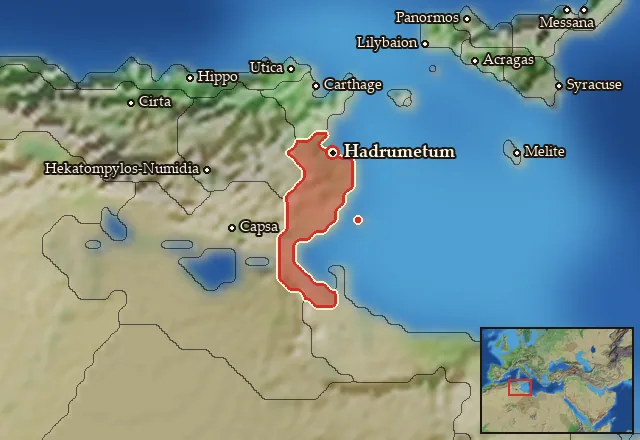 Panormos
Messana
Lilybaion
Utica
Acragas
Hippo
Carthage
Syracuse
Cirta
Hadrumetum
Melite
Hekatompylos-Numidia
Capsa